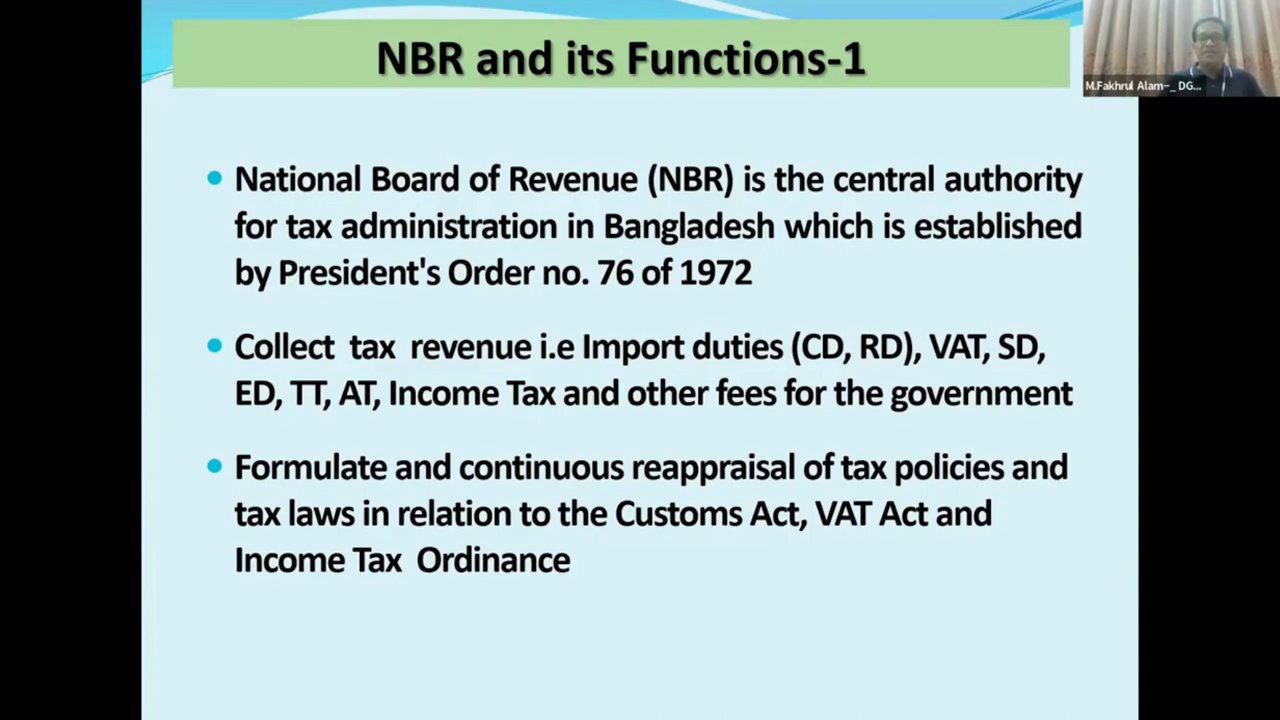 NBR and its Functions-1
M.Fakhrul Alam-_ DG...
• National Board of Revenue (NBR) is the central authority
for tax administration in Bangladesh which is established
by President's Order no. 76 of 1972
• Collect tax revenue i.e Import duties (CD, RD), VAT, SD,
ED, TT, AT, Income Tax and other fees for the government
• Formulate and continuous reappraisal of tax policies and
tax laws in relation to the Customs Act, VAT Act and
Income Tax Ordinance